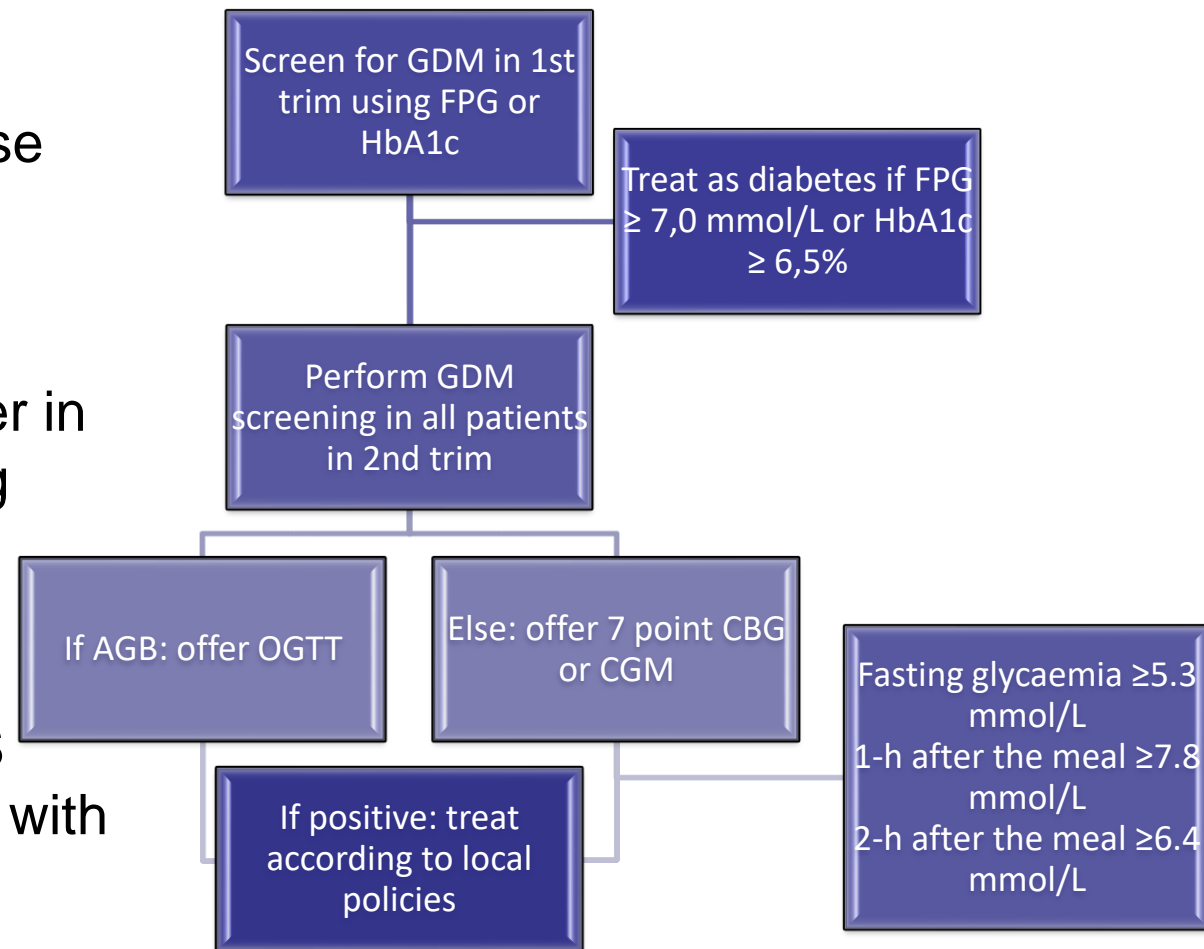 se
er in
g
s
with
Screen for GDM in 1st
trim using FPG or
HbA1c
Treat as diabetes if FPG
≥ 7,0 mmol/L or HbA1c
≥ 6,5%
Perform GDM
screening in all patients
in 2nd trim
If AGB: offer OGTT
Else: offer 7 point CBG
or CGM
Fasting glycaemia ≥5.3
mmol/L
1-h after the meal ≥7.8
mmol/L
2-h after the meal ≥6.4
mmol/L
If positive: treat
according to local
policies